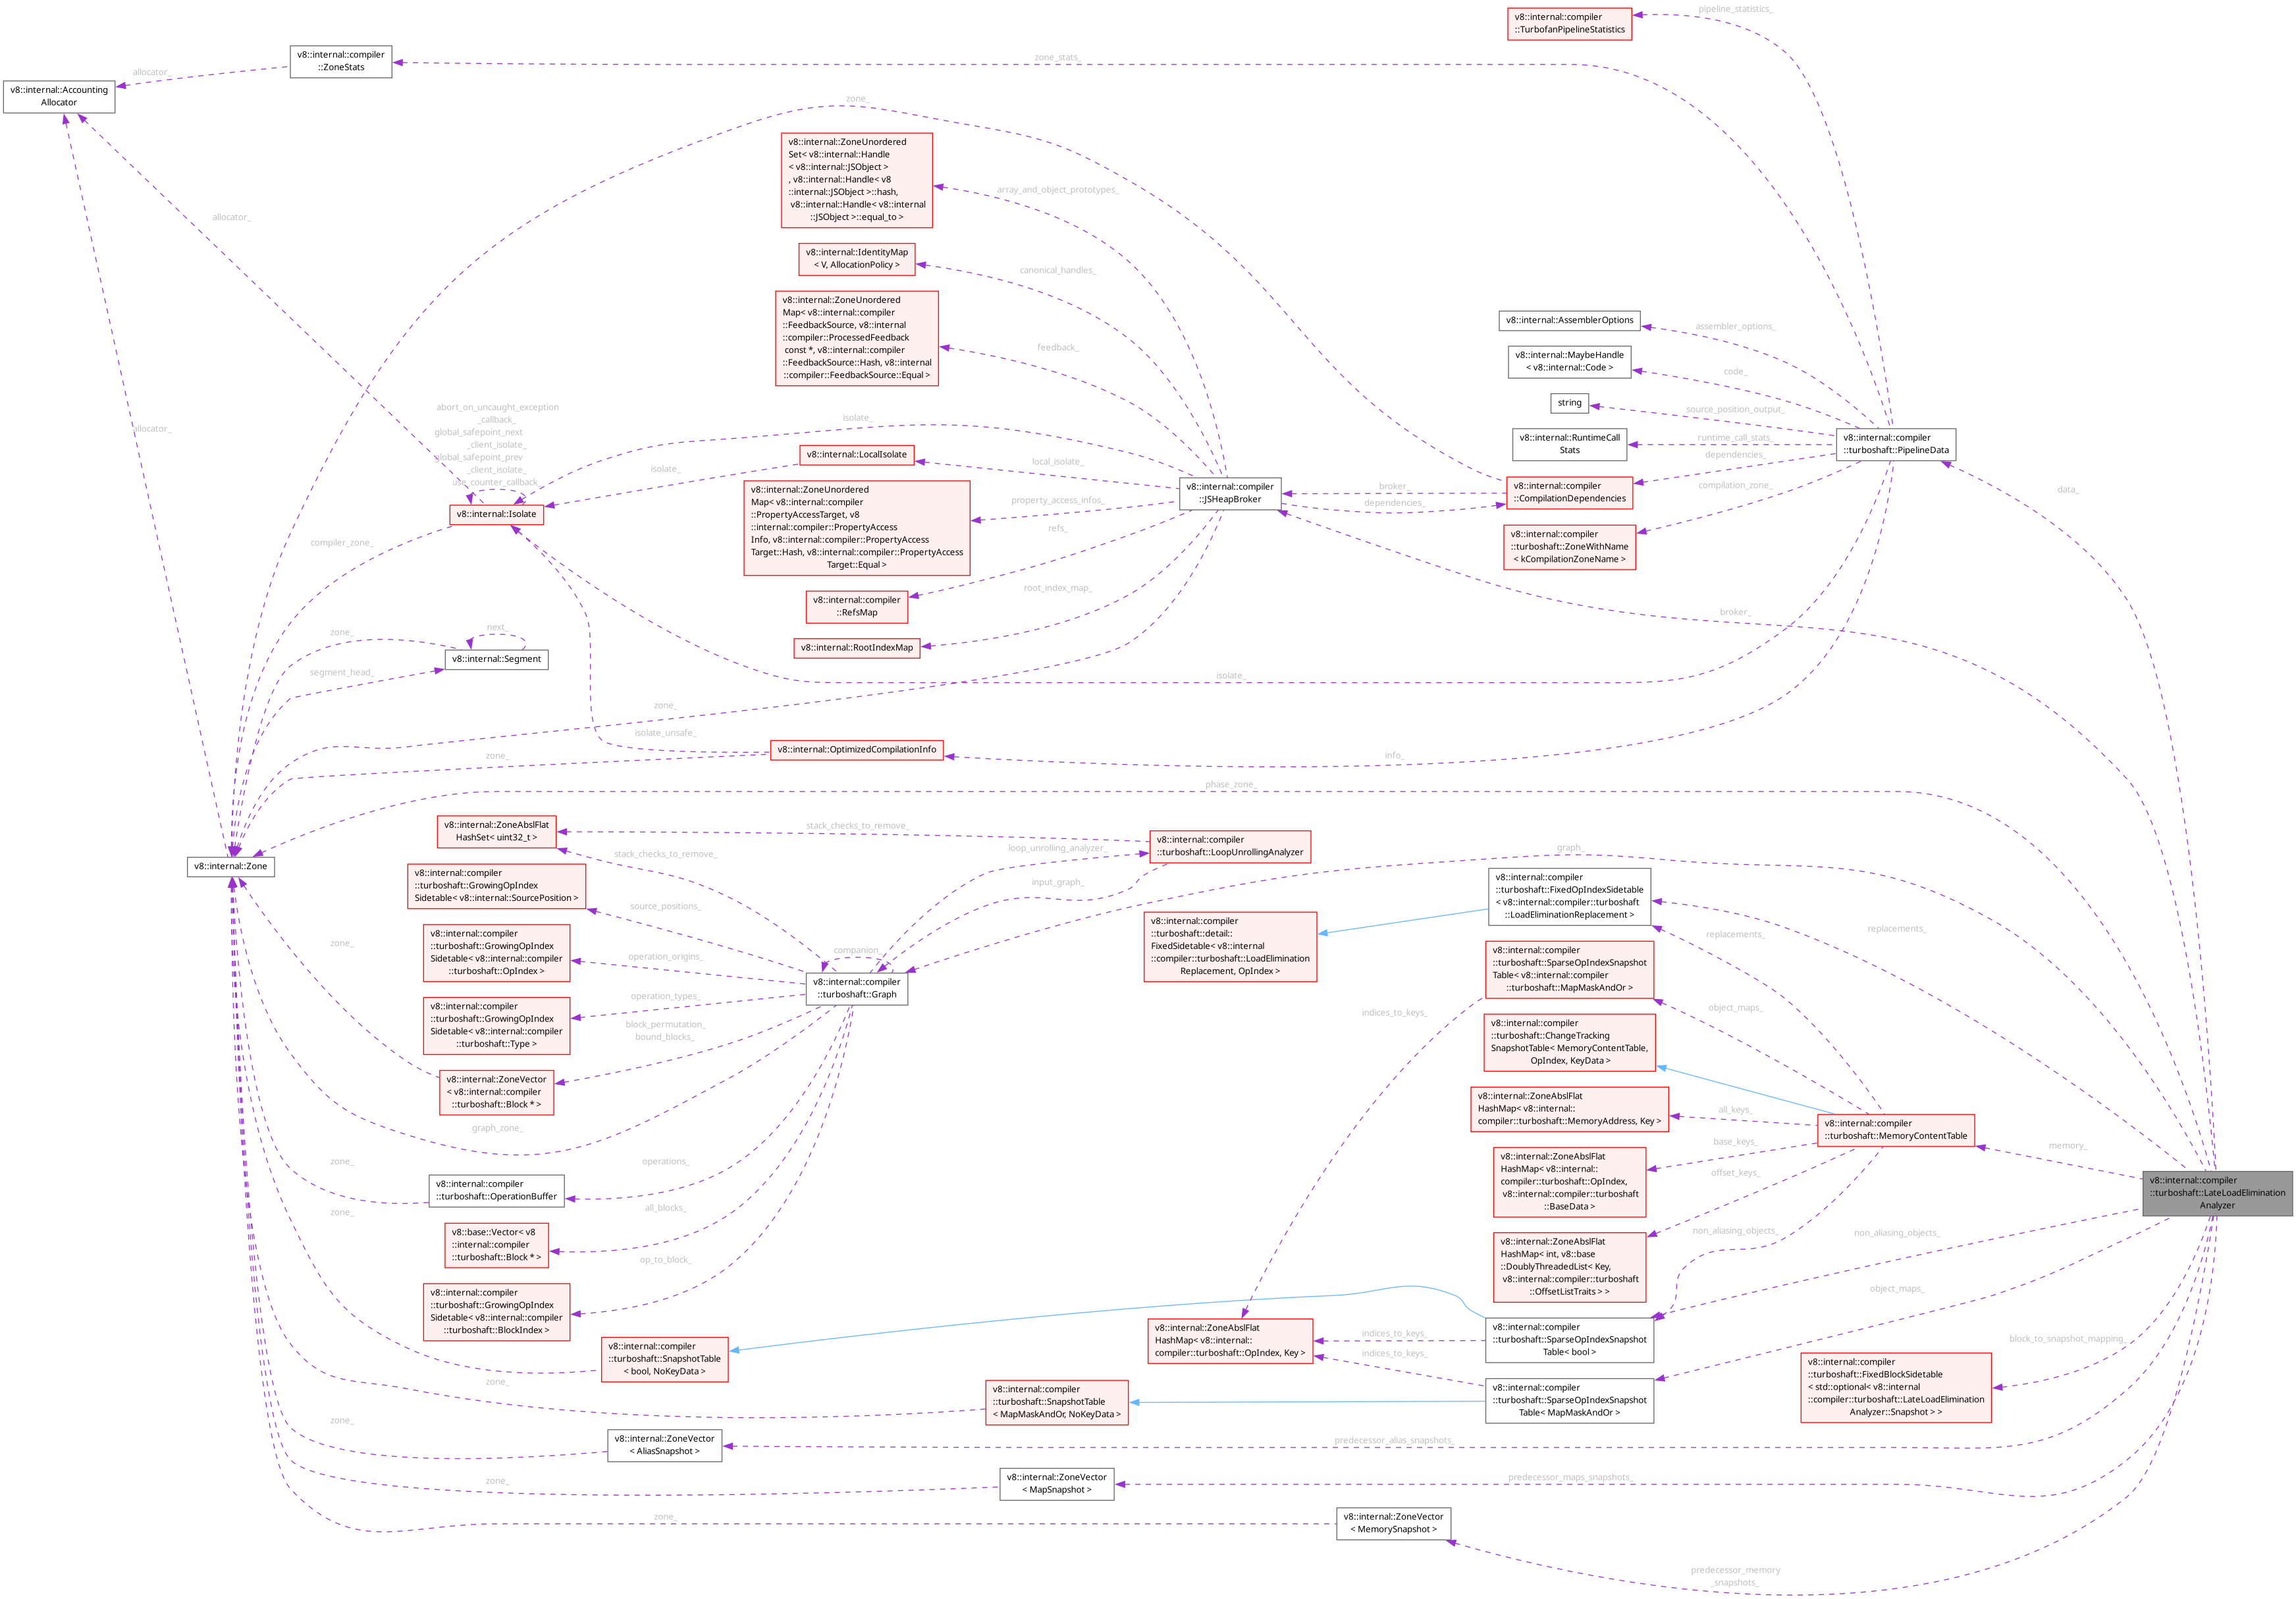 pipeline_statistics_
v8::internal::compiler
::TurbofanPipelineStatistics
v8::internal::compiler
::ZoneStats
zone_stats_
allocator_
v8::internal::Accounting
Allocator
zone_
v8::internal::ZoneUnordered
Set< v8::internal::Handle
< v8::internal::JSObject >
, v8::internal::Handle< v8
::internal::JSObject >::hash,
v8::internal::Handle< v8::internal
::JSObject >::equal_to >
array_and_object_prototypes_
allocator_
v8::internal::IdentityMap
< V, AllocationPolicy >
canonical_handles_
v8::internal::ZoneUnordered
Map< v8::internal::compiler
::FeedbackSource, v8::internal
::compiler::ProcessedFeedback
const *, v8::internal::compiler
::FeedbackSource::Hash, v8::internal
::compiler::FeedbackSource::Equal >
feedback_
v8::internal::AssemblerOptions
assembler_options_
v8::internal::MaybeHandle
< v8::internal::Code >
code_
string
source_position_output_
v8::internal::RuntimeCall
Stats
runtime_call_stats_
dependencies_
v8::internal::compiler
::turboshaft::PipelineData
data_
abort_on_uncaught_exception
_callback_
global_safepoint_next
_client_isolate_
global_safepoint_prev
_client_isolate_
use_counter_callback_
allocator_
isolate_
v8::internal::LocalIsolate
isolate_
local_isolate_
v8::internal::Isolate
v8::internal::ZoneUnordered
Map< v8::internal::compiler
::PropertyAccessTarget, v8
::internal::compiler::PropertyAccess
Info, v8::internal::compiler::PropertyAccess
Target::Hash, v8::internal::compiler::PropertyAccess
Target::Equal >
property_access_infos_
v8::internal::compiler
::JSHeapBroker
broker_
dependencies_
v8::internal::compiler
::CompilationDependencies
compilation_zone_
v8::internal::compiler
::turboshaft::ZoneWithName
< kCompilationZoneName >
compiler_zone_
refs_
v8::internal::compiler
::RefsMap
root_index_map_
v8::internal::RootIndexMap
broker_
next_
zone_
v8::internal::Segment
segment_head_
isolate_
zone_
isolate_unsafe_
v8::internal::OptimizedCompilationInfo
zone_
info_
phase_zone_
v8::internal::Zone
v8::internal::ZoneAbslFlat
HashSet< uint32_t >
stack_checks_to_remove_
stack_checks_to_remove_
loop_unrolling_analyzer_
v8::internal::compiler
::turboshaft::LoopUnrollingAnalyzer
graph_
input_graph_
v8::internal::compiler
::turboshaft::GrowingOpIndex
Sidetable< v8::internal::SourcePosition >
source_positions_
v8::internal::compiler
::turboshaft::FixedOpIndexSidetable
< v8::internal::compiler::turboshaft
::LoadEliminationReplacement >
replacements_
replacements_
v8::internal::compiler
::turboshaft::detail::
FixedSidetable< v8::internal
::compiler::turboshaft::LoadElimination
Replacement, OpIndex >
v8::internal::compiler
::turboshaft::GrowingOpIndex
Sidetable< v8::internal::compiler
::turboshaft::OpIndex >
operation_origins_
zone_
companion_
v8::internal::compiler
::turboshaft::Graph
v8::internal::compiler
::turboshaft::SparseOpIndexSnapshot
Table< v8::internal::compiler
::turboshaft::MapMaskAndOr >
object_maps_
indices_to_keys_
v8::internal::compiler
::turboshaft::GrowingOpIndex
Sidetable< v8::internal::compiler
::turboshaft::Type >
operation_types_
block_permutation_
bound_blocks_
v8::internal::compiler
::turboshaft::ChangeTracking
SnapshotTable< MemoryContentTable,
OpIndex, KeyData >
v8::internal::ZoneVector
< v8::internal::compiler
::turboshaft::Block * >
graph_zone_
v8::internal::ZoneAbslFlat
HashMap< v8::internal::
compiler::turboshaft::MemoryAddress, Key >
all_keys_
v8::internal::compiler
::turboshaft::MemoryContentTable
memory_
base_keys_
v8::internal::ZoneAbslFlat
HashMap< v8::internal::
compiler::turboshaft::OpIndex,
v8::internal::compiler::turboshaft
::BaseData >
offset_keys_
v8::internal::compiler
::turboshaft::LateLoadElimination
Analyzer
zone_
v8::internal::compiler
::turboshaft::OperationBuffer
operations_
zone_
v8::base::Vector< v8
::internal::compiler
::turboshaft::Block * >
all_blocks_
v8::internal::ZoneAbslFlat
HashMap< int, v8::base
::DoublyThreadedList< Key,
v8::internal::compiler::turboshaft
::OffsetListTraits > >
non_aliasing_objects_
non_aliasing_objects_
object_maps_
op_to_block_
v8::internal::compiler
::turboshaft::GrowingOpIndex
Sidetable< v8::internal::compiler
::turboshaft::BlockIndex >
v8::internal::compiler
::turboshaft::SnapshotTable
< bool, NoKeyData >
v8::internal::ZoneAbslFlat
HashMap< v8::internal::
compiler::turboshaft::OpIndex, Key >
indices_to_keys_
indices_to_keys_
v8::internal::compiler
::turboshaft::SparseOpIndexSnapshot
Table< bool >
block_to_snapshot_mapping_
v8::internal::compiler
::turboshaft::FixedBlockSidetable
< std::optional< v8::internal
::compiler::turboshaft::LateLoadElimination
Analyzer::Snapshot > >
zone_
v8::internal::compiler
::turboshaft::SnapshotTable
< MapMaskAndOr, NoKeyData >
v8::internal::compiler
::turboshaft::SparseOpIndexSnapshot
Table< MapMaskAndOr >
zone_
v8::internal::ZoneVector
< AliasSnapshot >
predecessor_alias_snapshots_
zone_
v8::internal::ZoneVector
< MapSnapshot >
predecessor_maps_snapshots_
zone_
v8::internal::ZoneVector
< MemorySnapshot >
predecessor_memory
_snapshots_